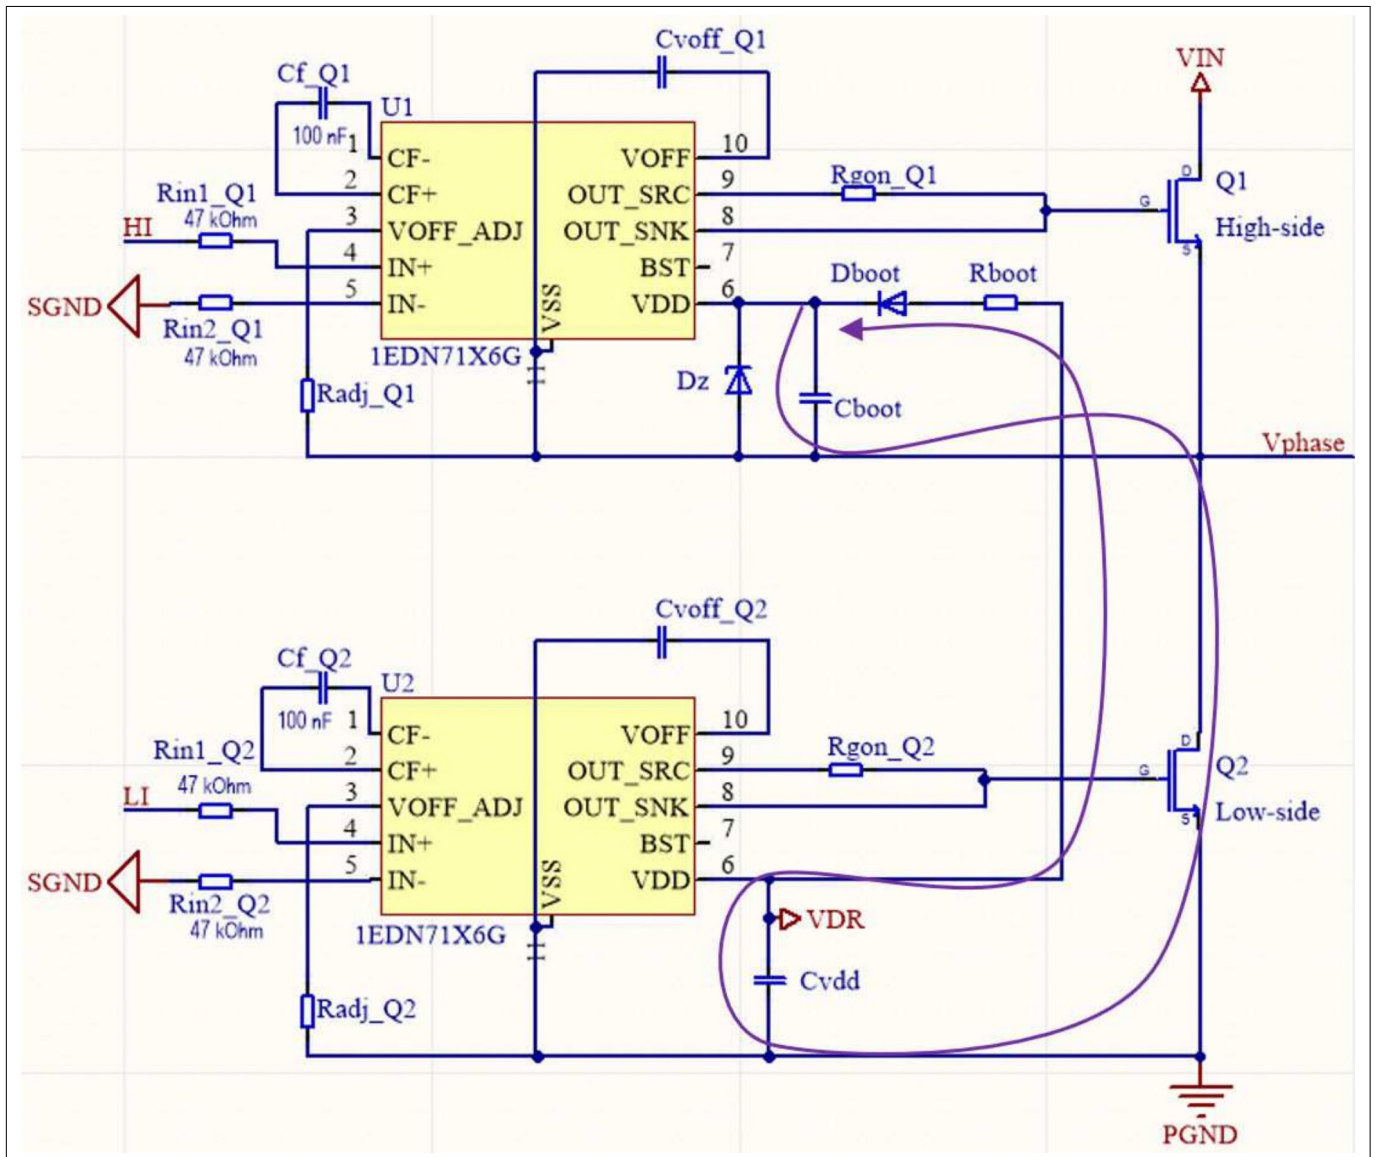 Cvoff_Q1
VIN
Cf_Q1
U1
100 nF
1
CF-
VOFF
10
Rin1_Q1
47 kOhm
2
CF+
OUT_SRC
9
Rgon_Q1
Q1
D
G
S
High-side
HI
3
VOFF_ADJ
OUT_SNK
8
4
IN+
BST
7
Dboot
Rboot
SGND
5
IN-
VSS
VDD
6
Rin2_Q1
47 kOhm
1EDN71X6G
11
Radj_Q1
Dz
Cboot
Vphase
Cvoff_Q2
Cf_Q2
U2
100 nF
1
CF-
VOFF
10
Rin1_Q2
47 kOhm
2
CF+
OUT_SRC
9
Rgon_Q2
D
G
S
Q2
Low-side
LI
3
VOFF_ADJ
OUT_SNK
8
4
IN+
BST
7
SGND
5
IN-
VSS
VDD
6
Rin2_Q2
47 kOhm
1EDN71X6G
11
VDR
Radj_Q2
Cvdd
PGND